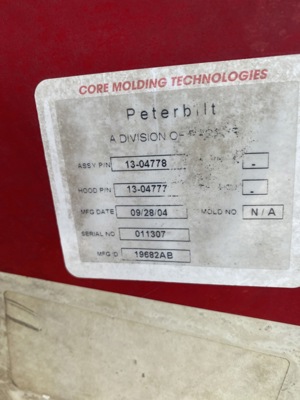 CORE MOLDING TECHNOLOGIES
Peterbilt
A DIVISION OF
ASSY P/N 13-04778 -
HOOD P/N 13-04777 -
MFG DATE 09/28/04 MOLD NO N/A
SERIAL NO 011307
MFG ID 19682AB